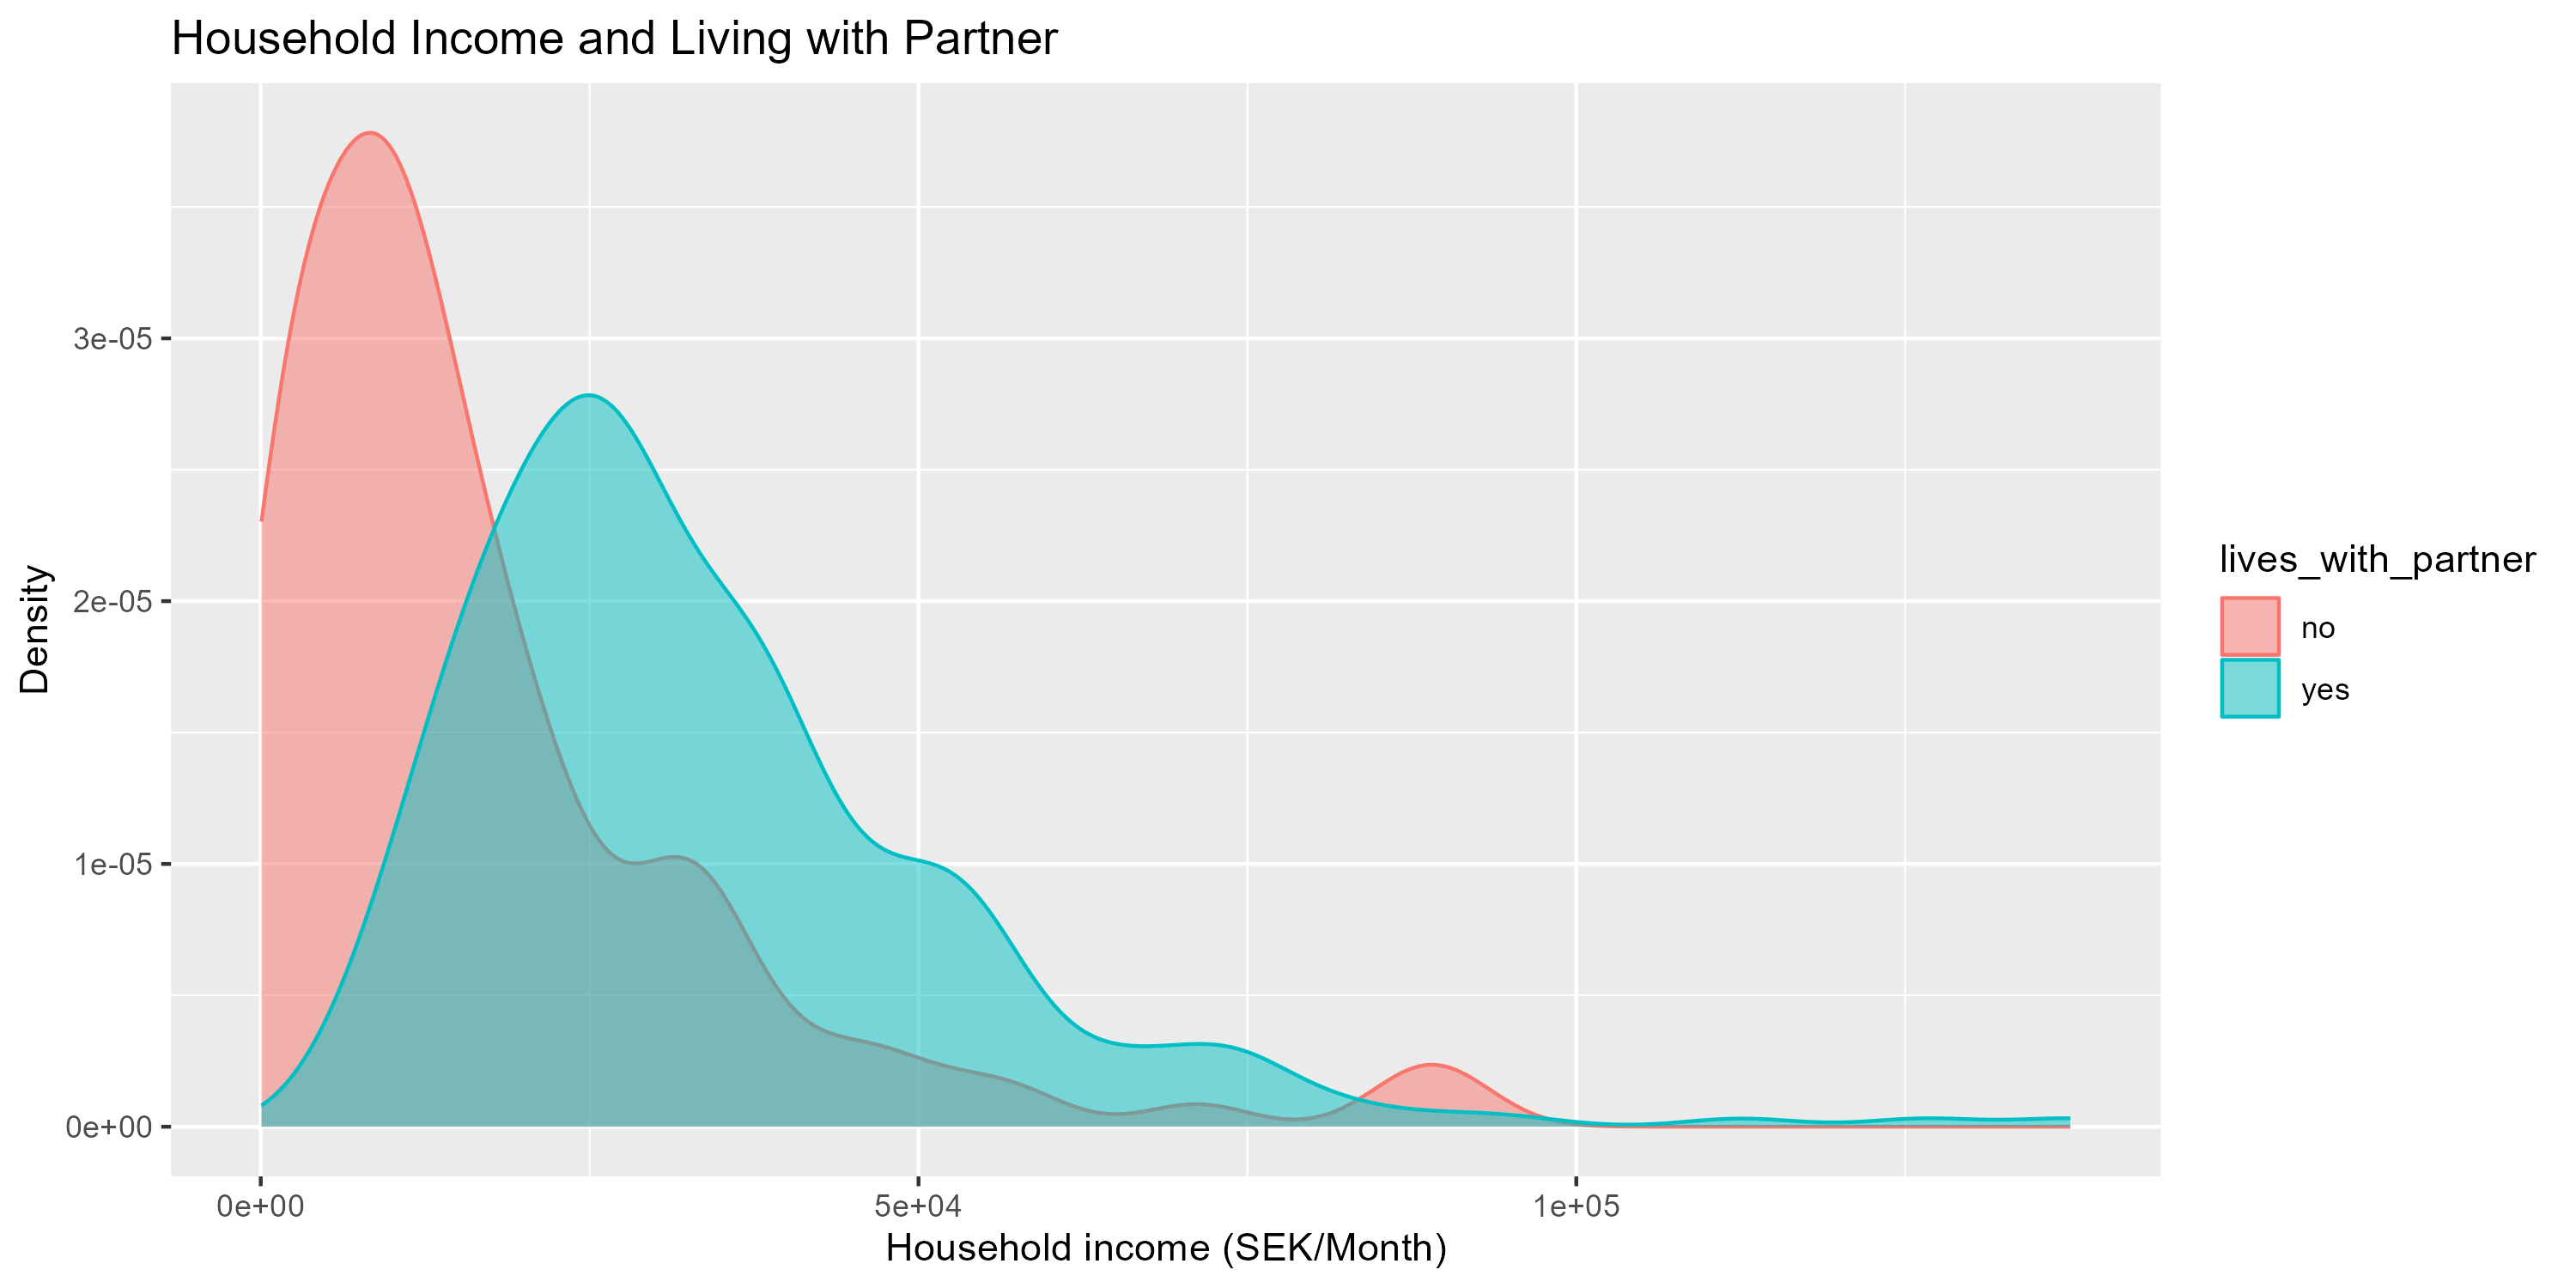 Household Income and Living with Partner
Density
3e-05
2e-05
1e-05
0e+00
0e+00 5e+04 1e+05
Household income (SEK/Month)
lives_with_partner
no
yes